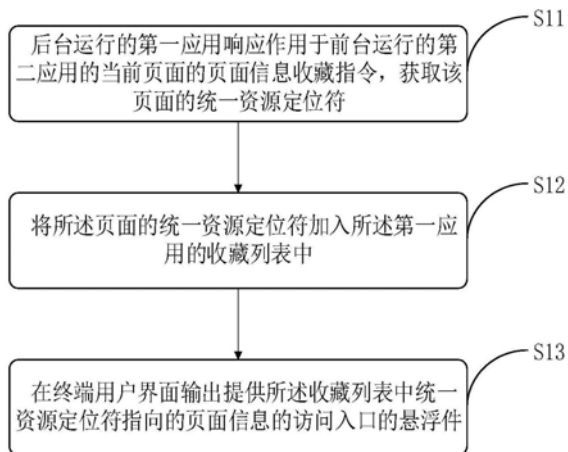 S11
后台运行的第一应用响应作用于前台运行的第
二应用的当前页面的页面信息收藏指令，获取该
页面的统一资源定位符
S12
将所述页面的统一资源定位符加入所述第一应
用的收藏列表中
S13
在终端用户界面输出提供所述收藏列表中统一
资源定位符指向的页面信息的访问入口的悬浮件